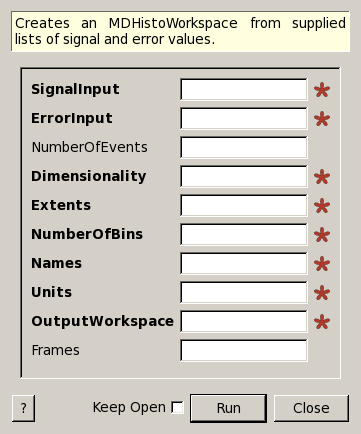 Creates an MDHistoWorkspace from supplied
lists of signal and error values.
SignalInput
ErrorInput
NumberOfEvents
Dimensionality
Extents
NumberOfBins
Names
Units
OutputWorkspace
Frames
? Keep Open Run Close